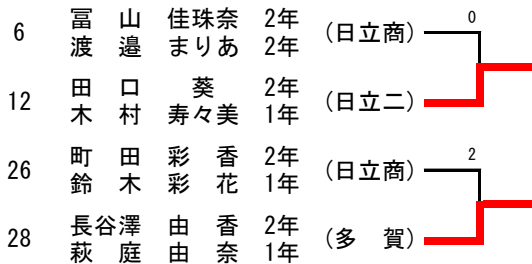 6 冨 山 佳珠奈 2年 (日立商) 0
渡 邉 まりあ 2年
12 田 口 葵 2年 (日立二)
木 村 寿々美 1年
26 町 田 彩 香 2年 (日立商) 2
鈴 木 彩 花 1年
28 長谷澤 由 香 2年 (多 賀)
萩 庭 由 奈 1年